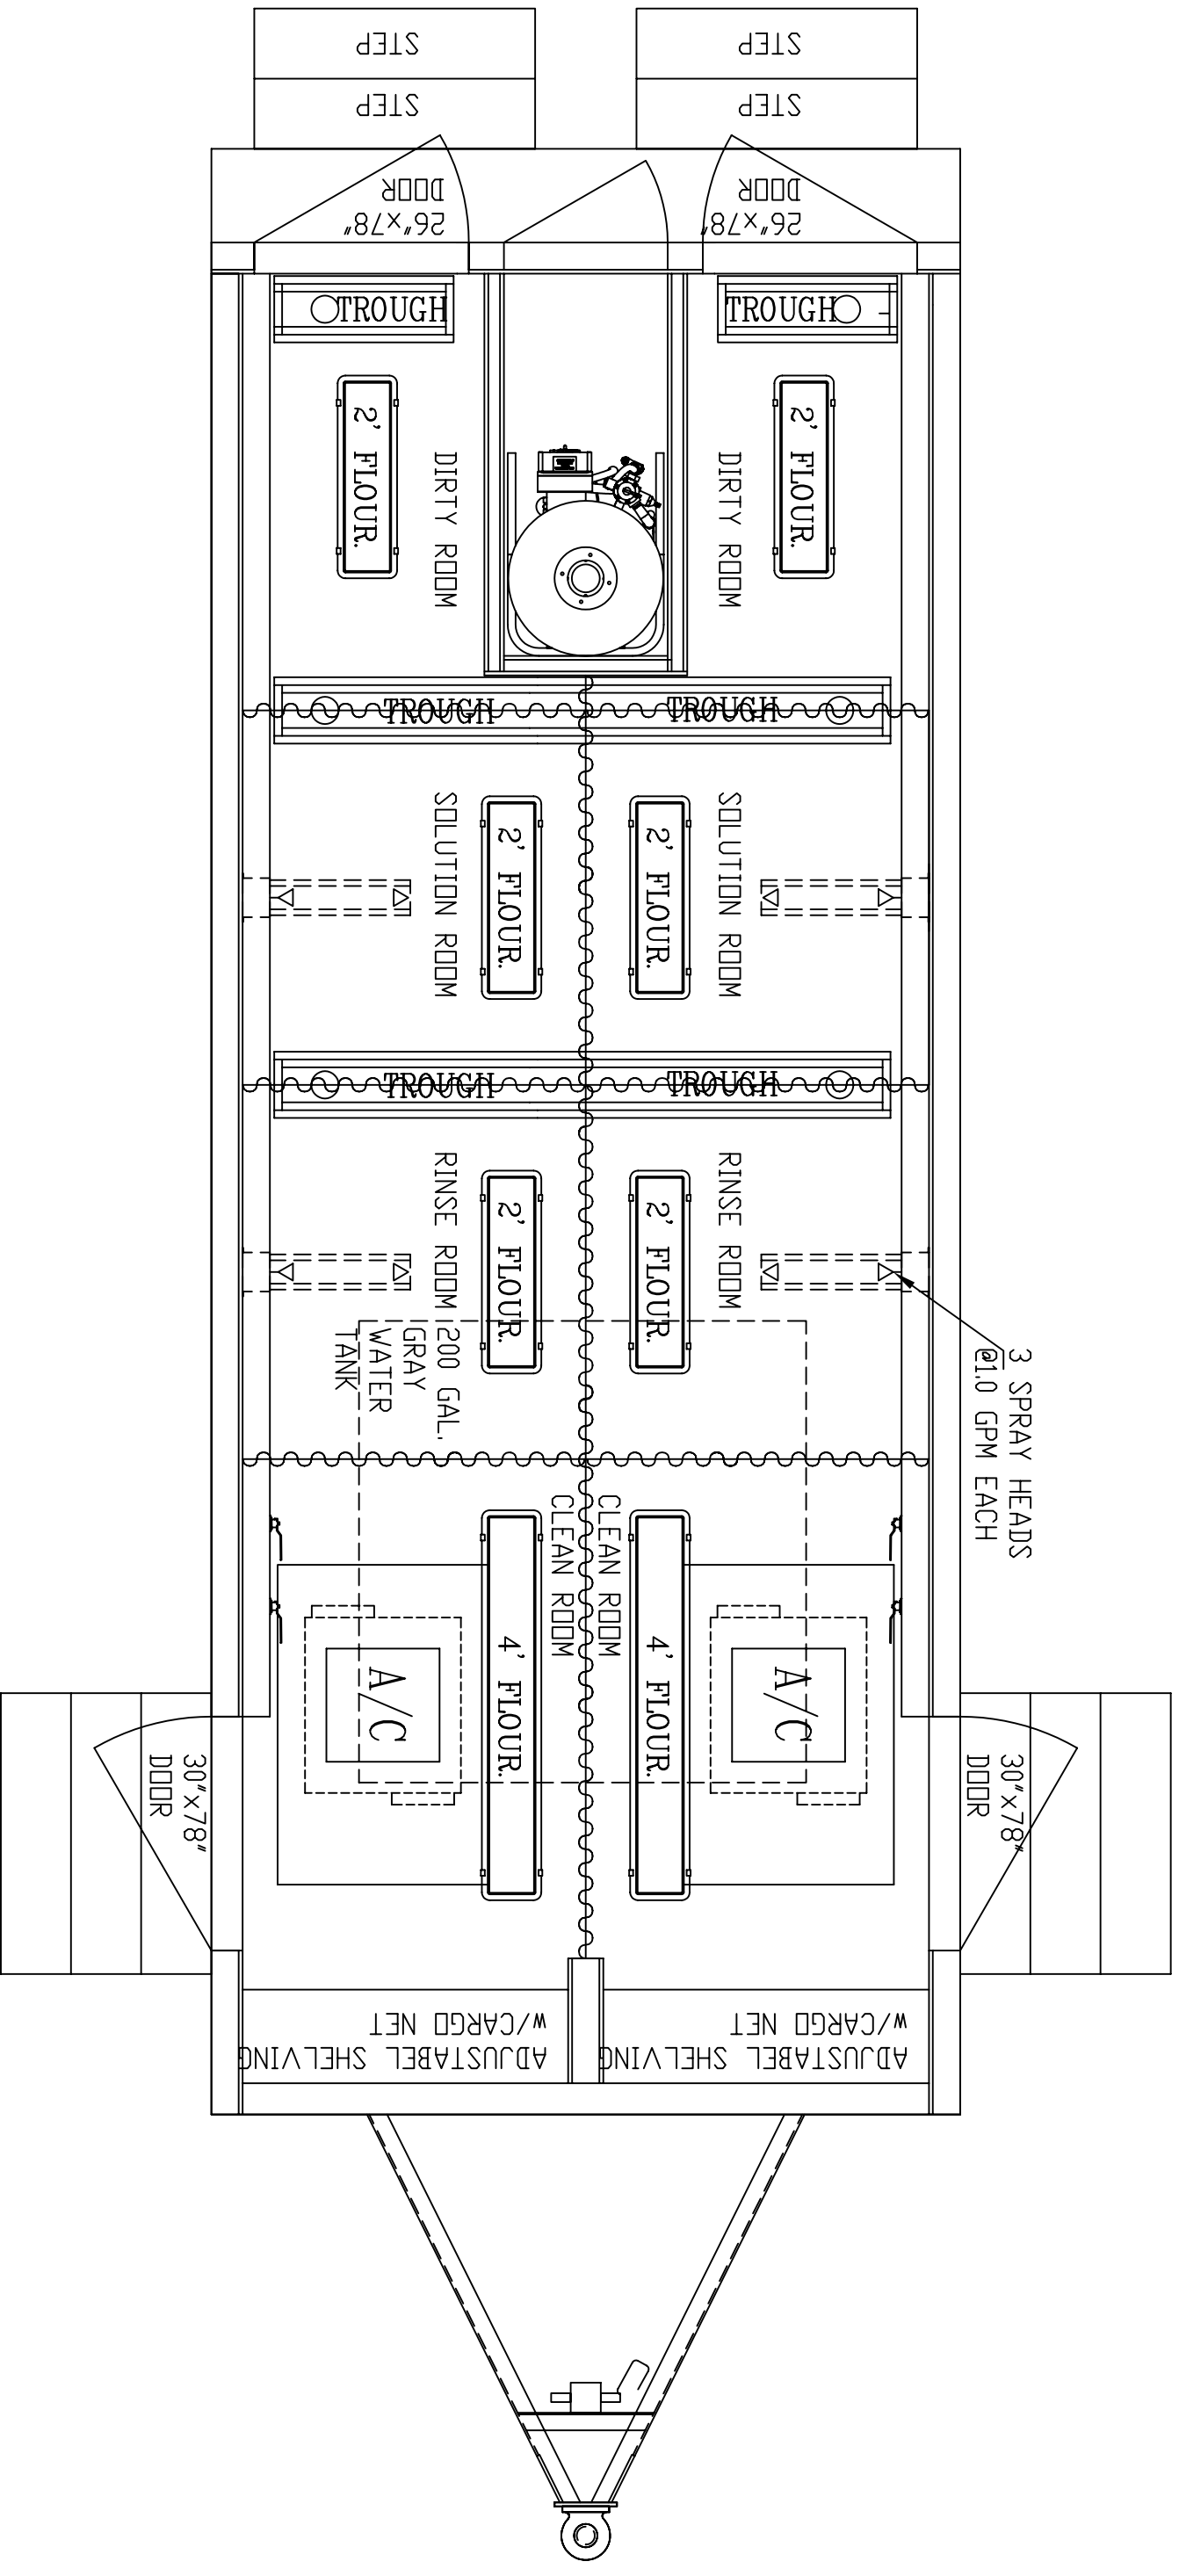 STEP
STEP
STEP
STEP
26"x78"
DOOR
26"x78"
DOOR
TROUGH
TROUGH
2' FLOUR.
DIRTY ROOM
DIRTY ROOM
2' FLOUR.
TROUGH
TROUGH
SOLUTION ROOM
2' FLOUR.
2' FLOUR.
SOLUTION ROOM
TROUGH
TROUGH
RINSE ROOM
2' FLOUR.
2' FLOUR.
RINSE ROOM
3 SPRAY HEADS
@1.0 GPM EACH
200 GAL.
GRAY
WATER
TANK
CLEAN ROOM
CLEAN ROOM
A/C
4' FLOUR.
4' FLOUR.
A/C
30"x78"
DOOR
30"x78"
DOOR
ADJUSTABEL SHELVING
W/CARGO NET
ADJUSTABEL SHELVING
W/CARGO NET